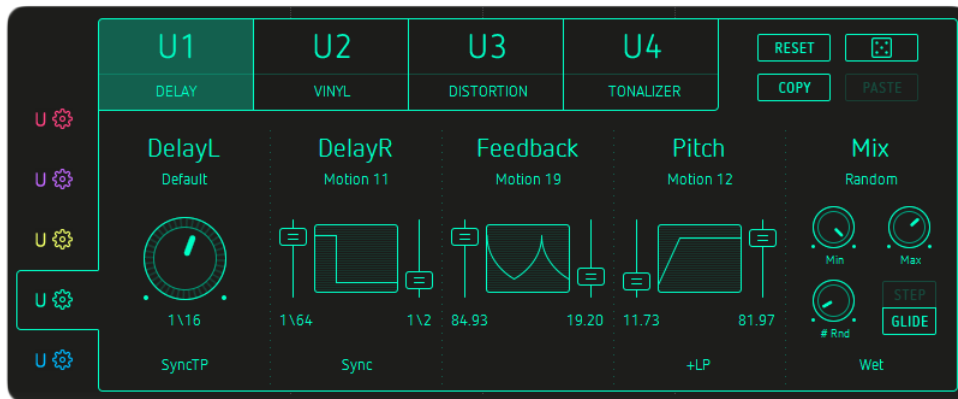 U1
U2
U3
U4
RESET
DELAY
VINYL
DISTORTION
TONALIZER
COPY
PASTE
U
U
U
U
U
DelayL
DelayR
Feedback
Pitch
Mix
Default
Motion 11
Motion 19
Motion 12
Random
Min
Max
1\16
1\64
1\2
84.93
19.20
11.73
81.97
# Rnd
STEP
GLIDE
SyncTP
Sync
+LP
Wet